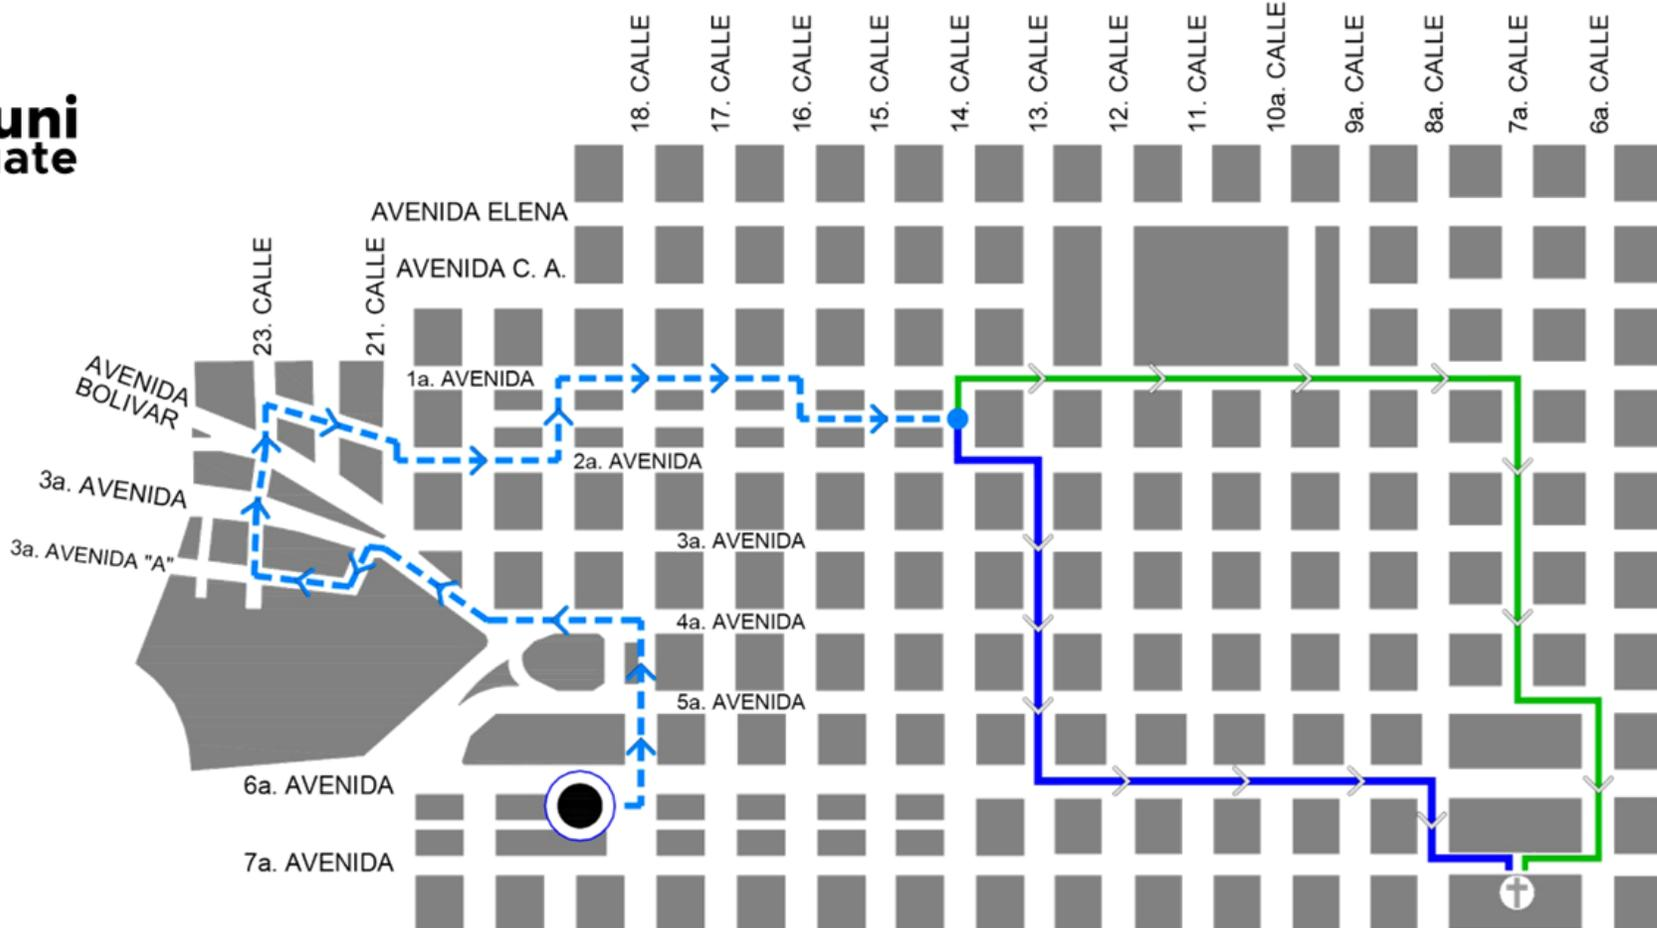 18. CALLE
17. CALLE
16. CALLE
15. CALLE
14. CALLE
13. CALLE
12. CALLE
11. CALLE
10a. CALLE
9a. CALLE
8a. CALLE
7a. CALLE
6a. CALLE
uni
ate
AVENIDA ELENA
AVENIDA C. A.
23. CALLE
21. CALLE
AVENIDA
BOLIVAR
1a. AVENIDA
2a. AVENIDA
3a. AVENIDA
3a. AVENIDA "A"
3a. AVENIDA
4a. AVENIDA
5a. AVENIDA
6a. AVENIDA
7a. AVENIDA